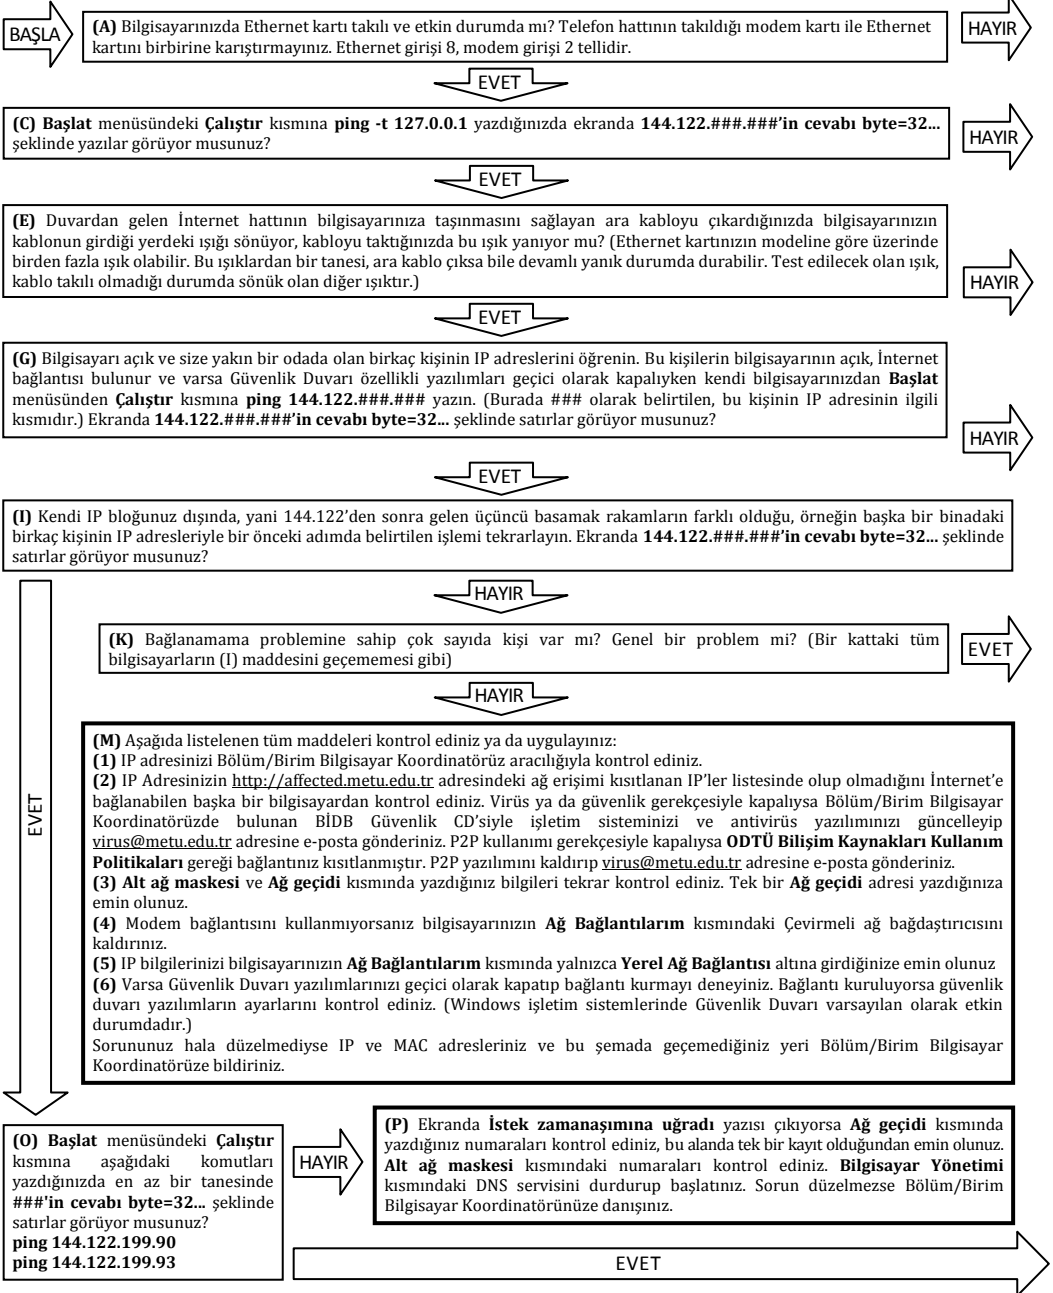 BAŞLA
(A) Bilgisayarınızda Ethernet kartı takılı ve etkin durumda mı? Telefon hattının takıldığı modem kartı ile Ethernet
kartını birbirine karıştırmayınız. Ethernet girişi 8, modem girişi 2 tellidir.
HAYIR
EVET
(C) Başlat menüsündeki Çalıştır kısmına ping -t 127.0.0.1 yazdığınızda ekranda 144.122.###.###’in cevabı byte=32...
şeklinde yazılar görüyor musunuz?
HAYIR
EVET
(E) Duvardan gelen İnternet hattının bilgisayarınıza taşınmasını sağlayan ara kabloyu çıkardığınızda bilgisayarınızın
kablonun girdiği yerdeki ışığı sönüyor, kabloyu taktığınızda bu ışık yanıyor mu? (Ethernet kartınızın modeline göre üzerinde
birden fazla ışık olabilir. Bu ışıklardan bir tanesi, ara kablo çıksa bile devamlı yanık durumda durabilir. Test edilecek olan ışık,
kablo takılı olmadığı durumda sönük olan diğer ışıktır.)
HAYIR
EVET
(G) Bilgisayarı açık ve size yakın bir odada olan birkaç kişinin IP adreslerini öğrenin. Bu kişilerin bilgisayarının açık, İnternet
bağlantısı bulunur ve varsa Güvenlik Duvarı özellikli yazılımları geçici olarak kapalıyken kendi bilgisayarınızdan Başlat
menüsünden Çalıştır kısmına ping 144.122.###.### yazın. (Burada ### olarak belirtilen, bu kişinin IP adresinin ilgili
kısmıdır.) Ekranda 144.122.###.###’in cevabı byte=32... şeklinde satırlar görüyor musunuz?
HAYIR
EVET
(I) Kendi IP bloğunuz dışında, yani 144.122’den sonra gelen üçüncü basamak rakamların farklı olduğu, örneğin başka bir binadaki
birkaç kişinin IP adresleriyle bir önceki adımda belirtilen işlemi tekrarlayın. Ekranda 144.122.###.###’in cevabı byte=32... şeklinde
satırlar görüyor musunuz?
HAYIR
(K) Bağlanamama problemine sahip çok sayıda kişi var mı? Genel bir problem mi? (Bir kattaki tüm
bilgisayarların (I) maddesini geçememesi gibi)
EVET
HAYIR
EVET
(M) Aşağıda listelenen tüm maddeleri kontrol ediniz ya da uygulayınız:
(1) IP adresinizi Bölüm/Birim Bilgisayar Koordinatörüz aracılığıyla kontrol ediniz.
(2) IP Adresinizin http://affected.metu.edu.tr adresindeki ağ erişimi kısıtlanan IP’ler listesinde olup olmadığını İnternet’e
bağlanabilen başka bir bilgisayardan kontrol ediniz. Virüs ya da güvenlik gerekçesiyle kapalıysa Bölüm/Birim Bilgisayar
Koordinatörüzde bulunan BİDB Güvenlik CD’siyle işletim sisteminizi ve antivirüs yazılımınızı güncelleyip
virus@metu.edu.tr adresine e-posta gönderiniz. P2P kullanımı gerekçesiyle kapalıysa ODTÜ Bilişim Kaynakları Kullanım
Politikaları gereği bağlantınız kısıtlanmıştır. P2P yazılımını kaldırıp virus@metu.edu.tr adresine e-posta gönderiniz.
(3) Alt ağ maskesi ve Ağ geçidi kısmında yazdığınız bilgileri tekrar kontrol ediniz. Tek bir Ağ geçidi adresi yazdığınıza
emin olunuz.
(4) Modem bağlantısını kullanmıyorsanız bilgisayarınızın Ağ Bağlantılarım kısmındaki Çevirmeli ağ bağdaştırıcısını
kaldırınız.
(5) IP bilgilerinizi bilgisayarınızın Ağ Bağlantılarım kısmında yalnızca Yerel Ağ Bağlantısı altına girdiğinize emin olunuz
(6) Varsa Güvenlik Duvarı yazılımlarınızı geçici olarak kapatıp bağlantı kurmayı deneyiniz. Bağlantı kuruluyorsa güvenlik
duvarı yazılımların ayarlarını kontrol ediniz. (Windows işletim sistemlerinde Güvenlik Duvarı varsayılan olarak etkin
durumdadır.)
Sorununuz hala düzelmediyse IP ve MAC adresleriniz ve bu şemada geçemediğiniz yeri Bölüm/Birim Bilgisayar
Koordinatörüze bildiriniz.
(O) Başlat menüsündeki Çalıştır
kısmına aşağıdaki komutları
yazdığınızda en az bir tanesinde
###'in cevabı byte=32... şeklinde
satırlar görüyor musunuz?
ping 144.122.199.90
ping 144.122.199.93
HAYIR
(P) Ekranda İstek zamanaşımına uğradı yazısı çıkıyorsa Ağ geçidi kısmında
yazdığınız numaraları kontrol ediniz, bu alanda tek bir kayıt olduğundan emin olunuz.
Alt ağ maskesi kısmındaki numaraları kontrol ediniz. Bilgisayar Yönetimi
kısmındaki DNS servisini durdurup başlatınız. Sorun düzelmezse Bölüm/Birim
Bilgisayar Koordinatörünüze danışınız.
EVET